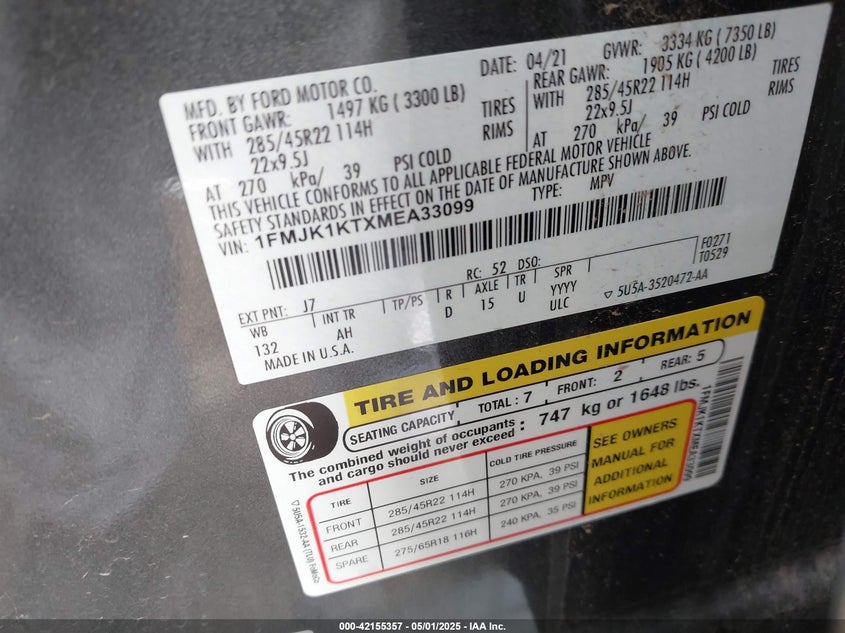 MFD. BY FORD MOTOR CO. DATE: 04/21 GVWR: 3334 KG ( 7350 LB)
FRONT GAWR: 1497 KG ( 3300 LB) REAR GAWR: 1905 KG ( 4200 LB)
WITH 285/45R22 114H TIRES WITH 285/45R22 114H TIRES
22x9.5J RIMS 22x9.5J RIMS
AT 270 kPa/ 39 PSI COLD AT 270 kPa/ 39 PSI COLD
THIS VEHICLE CONFORMS TO ALL APPLICABLE FEDERAL MOTOR VEHICLE
SAFETY STANDARDS IN EFFECT ON THE DATE OF MANUFACTURE SHOWN ABOVE.
VIN: 1FMJK1KTXMEA33099 TYPE: MPV
F0271
T0529
EXT PNT: J7 RC: 52 DSO:
WB INT TR TP/PS R AXLE TR SPR
132 AH D 15 U YYYY
ULC
MADE IN U.S.A. 5U5A-3520472-AA
TIRE AND LOADING INFORMATION
SEATING CAPACITY TOTAL: 7 FRONT: 2 REAR: 5
The combined weight of occupants and cargo should never exceed : 747 kg or 1648 lbs.
TIRE SIZE COLD TIRE PRESSURE
FRONT 285/45R22 114H 270 KPA, 39 PSI
REAR 285/45R22 114H 270 KPA, 39 PSI
SPARE 275/65R18 116H 240 KPA, 35 PSI
SEE OWNERS
MANUAL FOR
ADDITIONAL
INFORMATION
1FMJK1KTXMEA33099
5U5A-1532-AA (TLU) FoMoCo
000-42155357 - 05/01/2025 - IAA Inc.